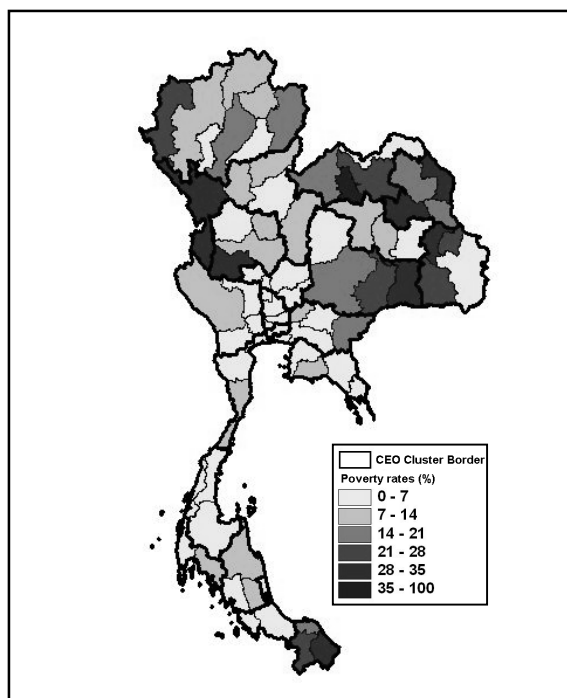 CEO Cluster Border
Poverty rates (%)
0 - 7
7 - 14
14 - 21
21 - 28
28 - 35
35 - 100